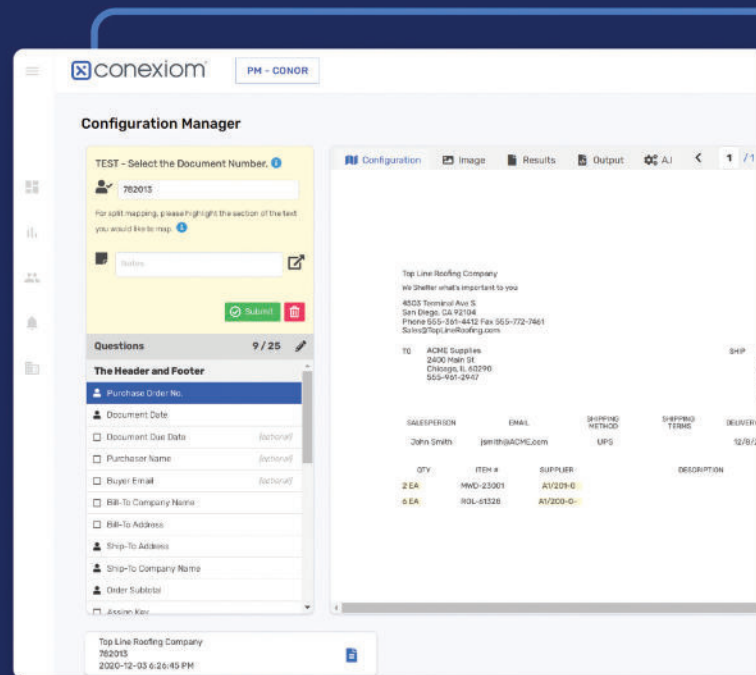 conexiom
PM - CONOR
Configuration Manager
TEST - Select the Document Number.
782013
For split mapping, please highlight the section of the text
you would like to map
Notes
Submit
Questions 9/25
The Header and Footer
Purchase Order No.
Document Date
Document Due Data (optional)
Purchaser Name (optional)
Buyer Email (optional)
Bill-To Company Name
Bill-To Address
Ship-To Address
Ship-To Company Name
Order Subtotal
Assign Key
Configuration Image Results Output A.I 1 /1
Top Line Roofing Company
We Shelter what's important to you
4503 Terminal Ave S
San Diego, CA 92104
Phone 555-361-4412 Fax 555-772-7461
Sales@TopLineRoofing.com
TO ACME Supplies SHIP
2400 Main St
Chicago, IL 60290
555-961-2947
SALESPERSON EMAIL SHIPPING METHOD SHIPPING TERMS DELIVER
John Smith jsmith@ACME.com UPS 12/8/
QTY ITEM # SUPPLIER DESCRIPTION
2 EA MWD-23001 A1/201-0
6 EA ROL-61328 A1/200-0-
Top Line Roofing Company
782013
2020-12-03 6:26:45 PM